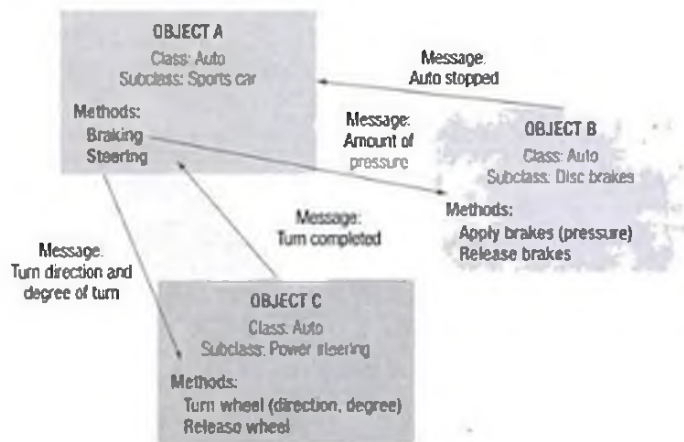 OBJECT A
Class: Auto
Subclass: Sports car
Methods:
Braking
Steering
Message:
Auto stopped
Message:
Amount of
pressure
OBJECT B
Class: Auto
Subclass: Disc brakes
Methods:
Apply brakes (pressure)
Release brakes
Message:
Turn completed
Message.
Turn direction and
degree of turn
OBJECT C
Class: Auto
Subclass: Power steering
Methods:
Turn wheel (direction, degree)
Release wheel